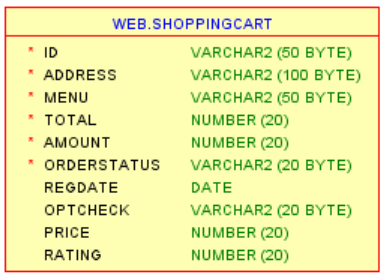 WEB.SHOPPINGCART
* ID VARCHAR2 (50 BYTE)
* ADDRESS VARCHAR2 (100 BYTE)
* MENU VARCHAR2 (50 BYTE)
* TOTAL NUMBER (20)
* AMOUNT NUMBER (20)
* ORDERSTATUS VARCHAR2 (20 BYTE)
REGDATE DATE
OPTCHECK VARCHAR2 (20 BYTE)
PRICE NUMBER (20)
RATING NUMBER (20)